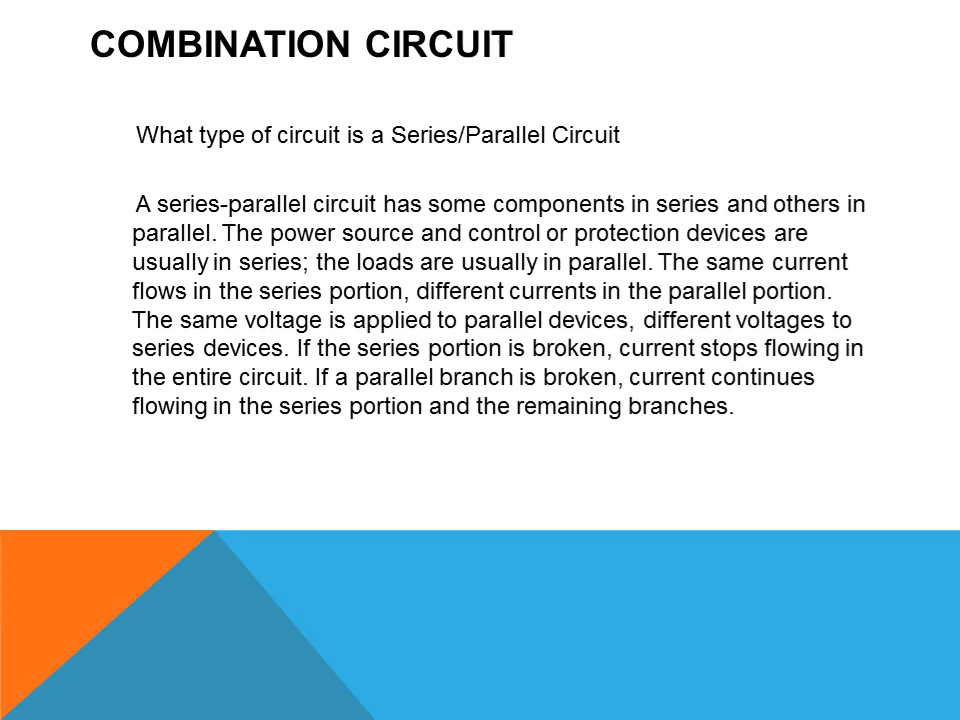 COMBINATION CIRCUIT
What type of circuit is a Series/Parallel Circuit
A series-parallel circuit has some components in series and others in
parallel. The power source and control or protection devices are
usually in series; the loads are usually in parallel. The same current
flows in the series portion, different currents in the parallel portion.
The same voltage is applied to parallel devices, different voltages to
series devices. If the series portion is broken, current stops flowing in
the entire circuit. If a parallel branch is broken, current continues
flowing in the series portion and the remaining branches.